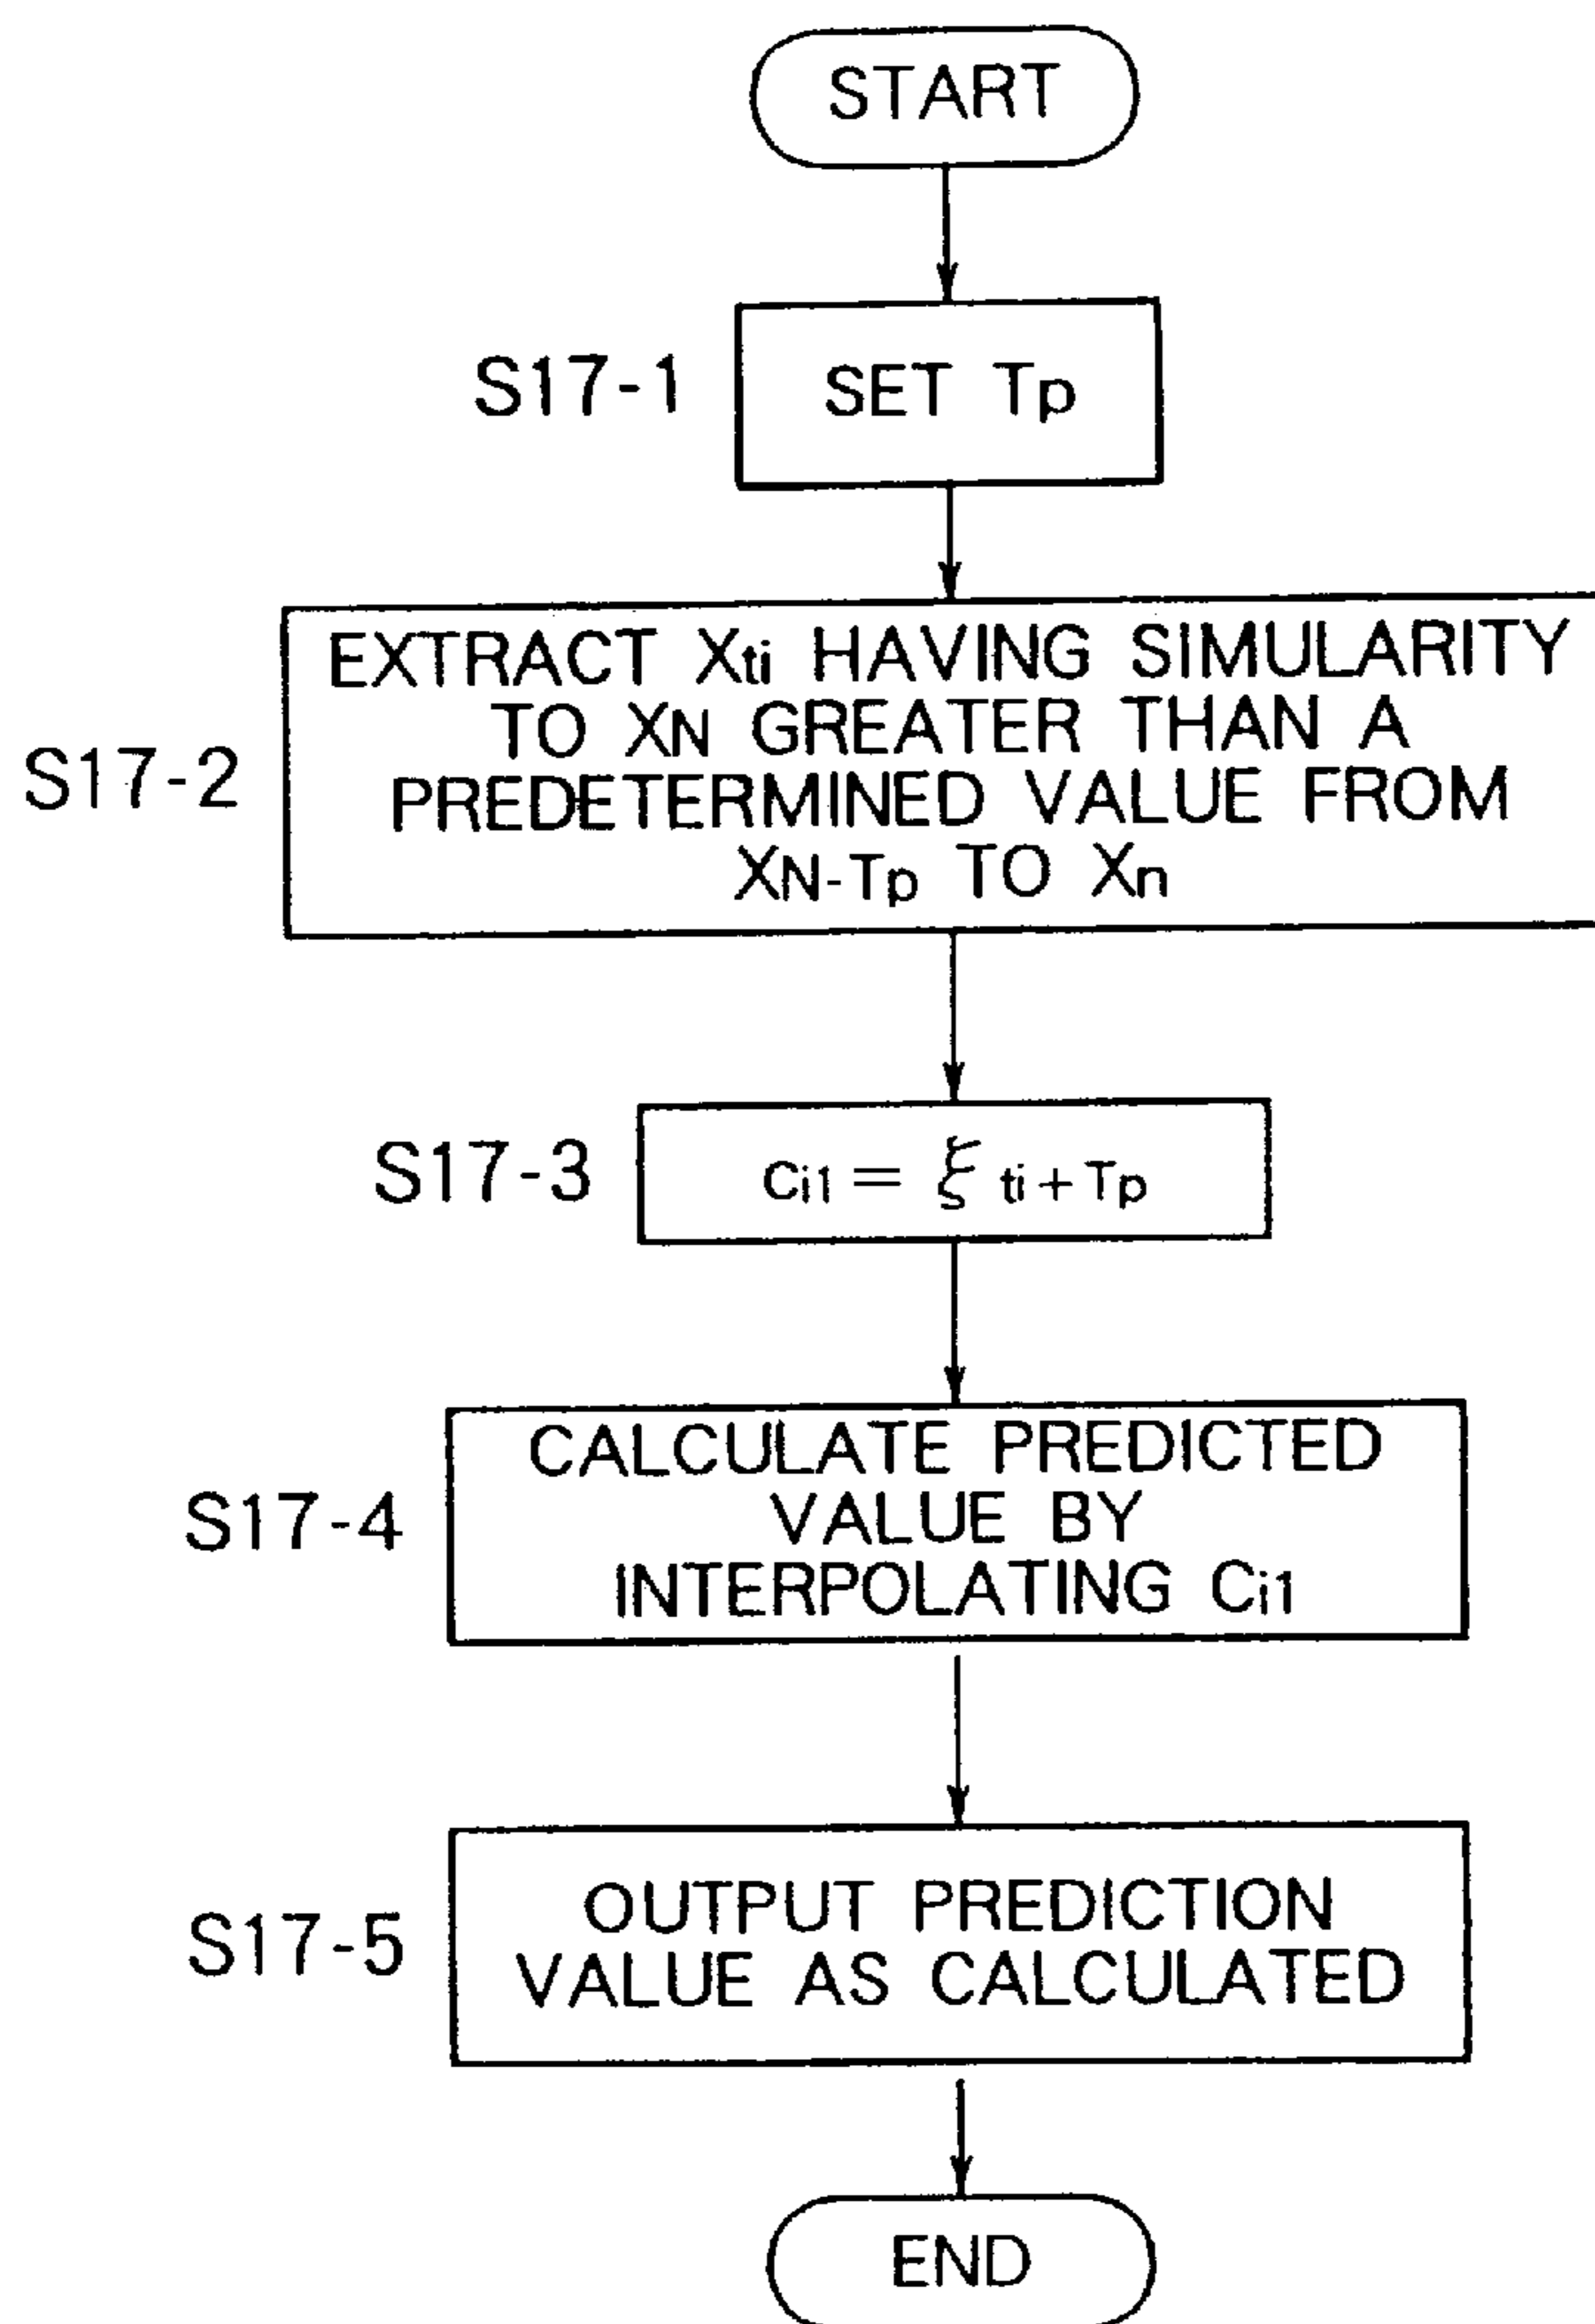 START
S17-1
SET Tp
S17-2
EXTRACT Xti HAVING SIMULARITY
TO XN GREATER THAN A
PREDETERMINED VALUE FROM
XN-Tp TO Xn
S17-3
Ci1 = ξ ti+Tp
S17-4
CALCULATE PREDICTED
VALUE BY
INTERPOLATING Ci1
S17-5
OUTPUT PREDICTION
VALUE AS CALCULATED
END